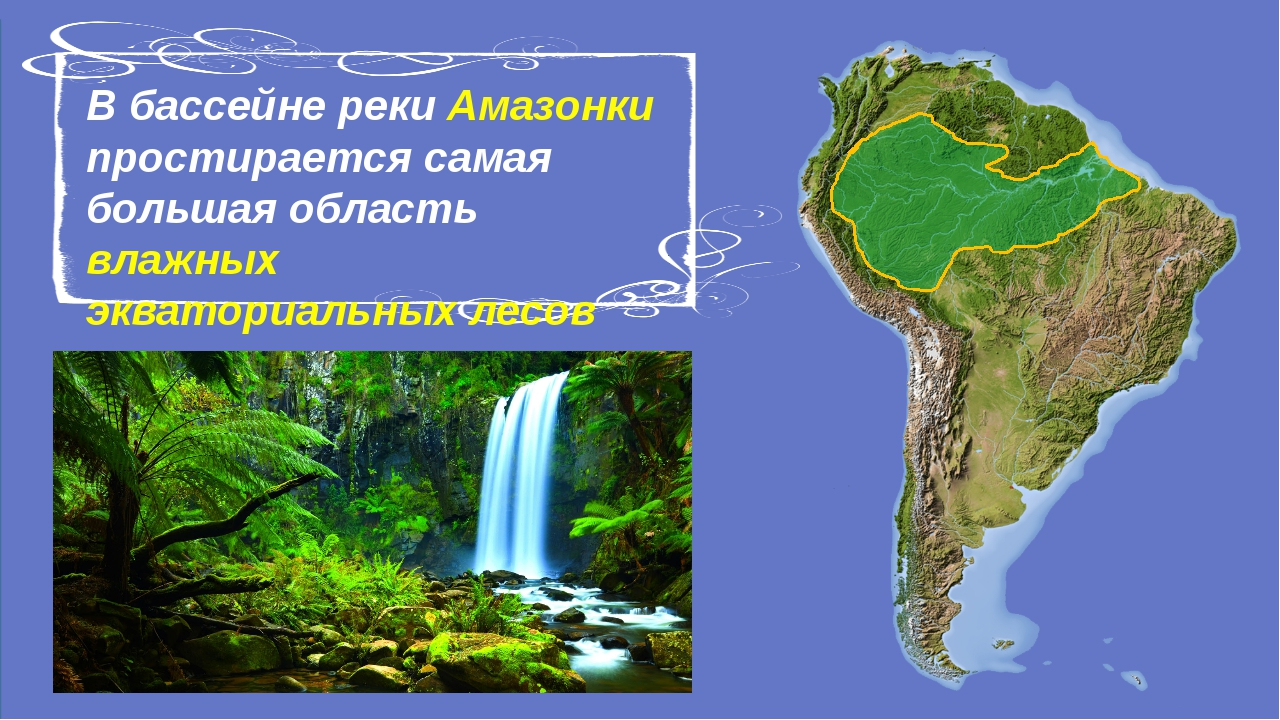 В бассейне реки Амазонки
простирается самая
большая область
влажных
экваториальных лесов